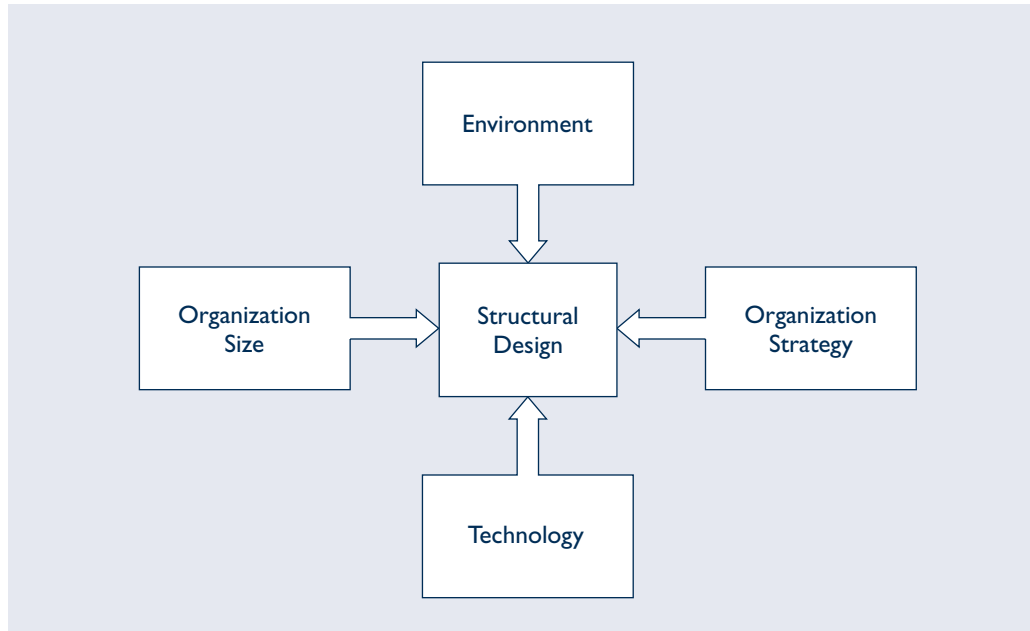 Environment
Organization
Size
Structural
Design
Organization
Strategy
Technology